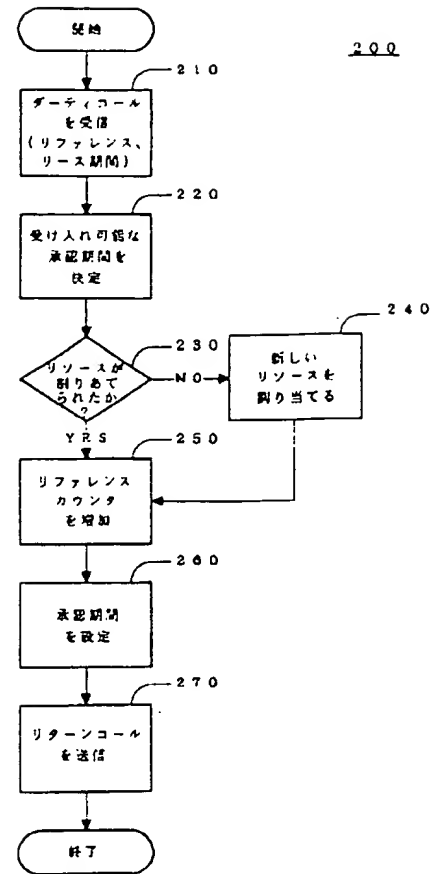 開始
200
210
ダーティコール
を受信
(リファレンス、
リース期間)
220
受け入れ可能な
承認期間を
決定
230
リソースが
割りあて
られたか
?
NO
240
新しい
リソースを
割り当てる
YRS
250
リファレンス
カウンタ
を増加
260
承認期間
を設定
270
リターンコール
を送信
終了